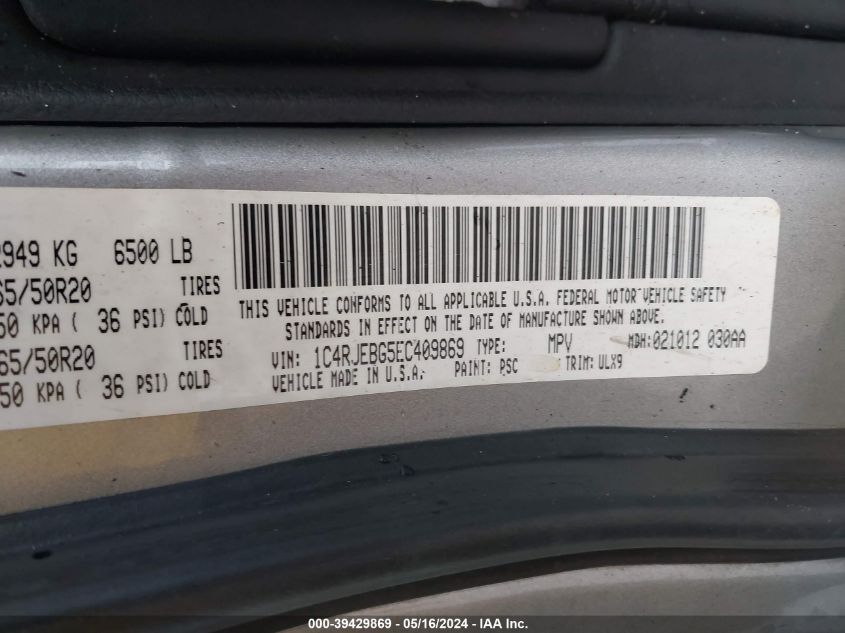 2949 KG 6500 LB
65/50R20 TIRES
50 KPA ( 36 PSI) COLD
65/50R20 TIRES
50 KPA ( 36 PSI) COLD
THIS VEHICLE CONFORMS TO ALL APPLICABLE U.S.A. FEDERAL MOTOR VEHICLE SAFETY
STANDARDS IN EFFECT ON THE DATE OF MANUFACTURE SHOWN ABOVE.
VIN: 1C4RJEBG5EC409869 TYPE: MPV MDH:021012 030AA
VEHICLE MADE IN U.S.A. PAINT: PSC TRIM: ULX9
000-39429869 - 05/16/2024 - IAA Inc.